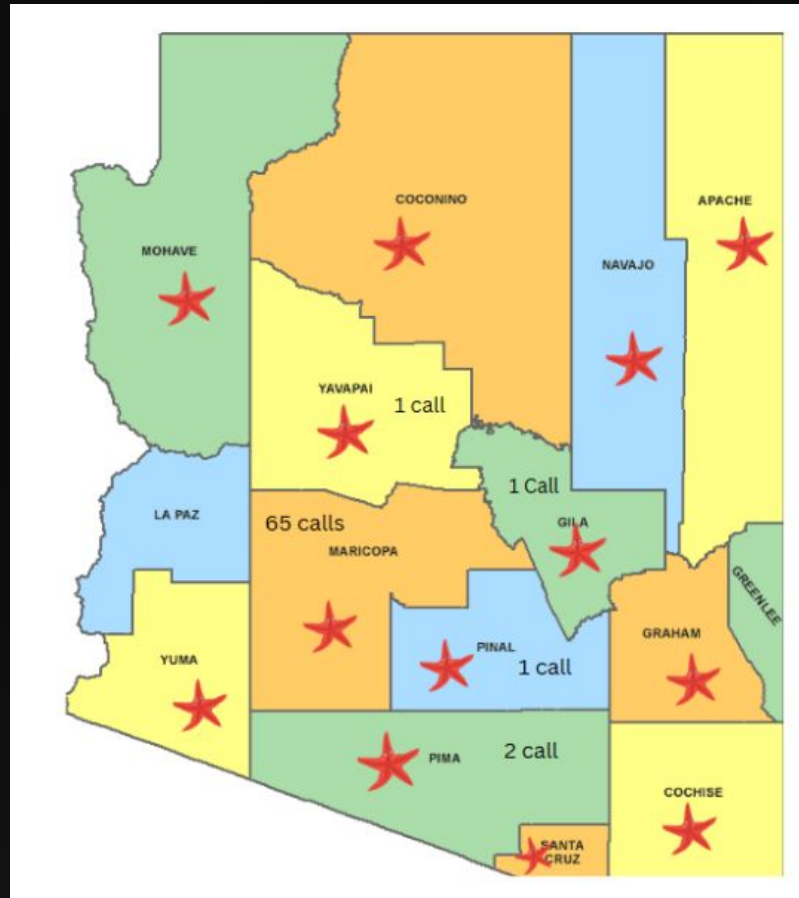 COCONINO
APACHE
MOHAVE
NAVAJO
YAVAPAI
1 call
1 Call
LA PAZ
65 calls
GILA
MARICOPA
GREENLEE
GRAHAM
PINAL
YUMA
1 call
2 call
PIMA
COCHISE
SANTA
CRUZ